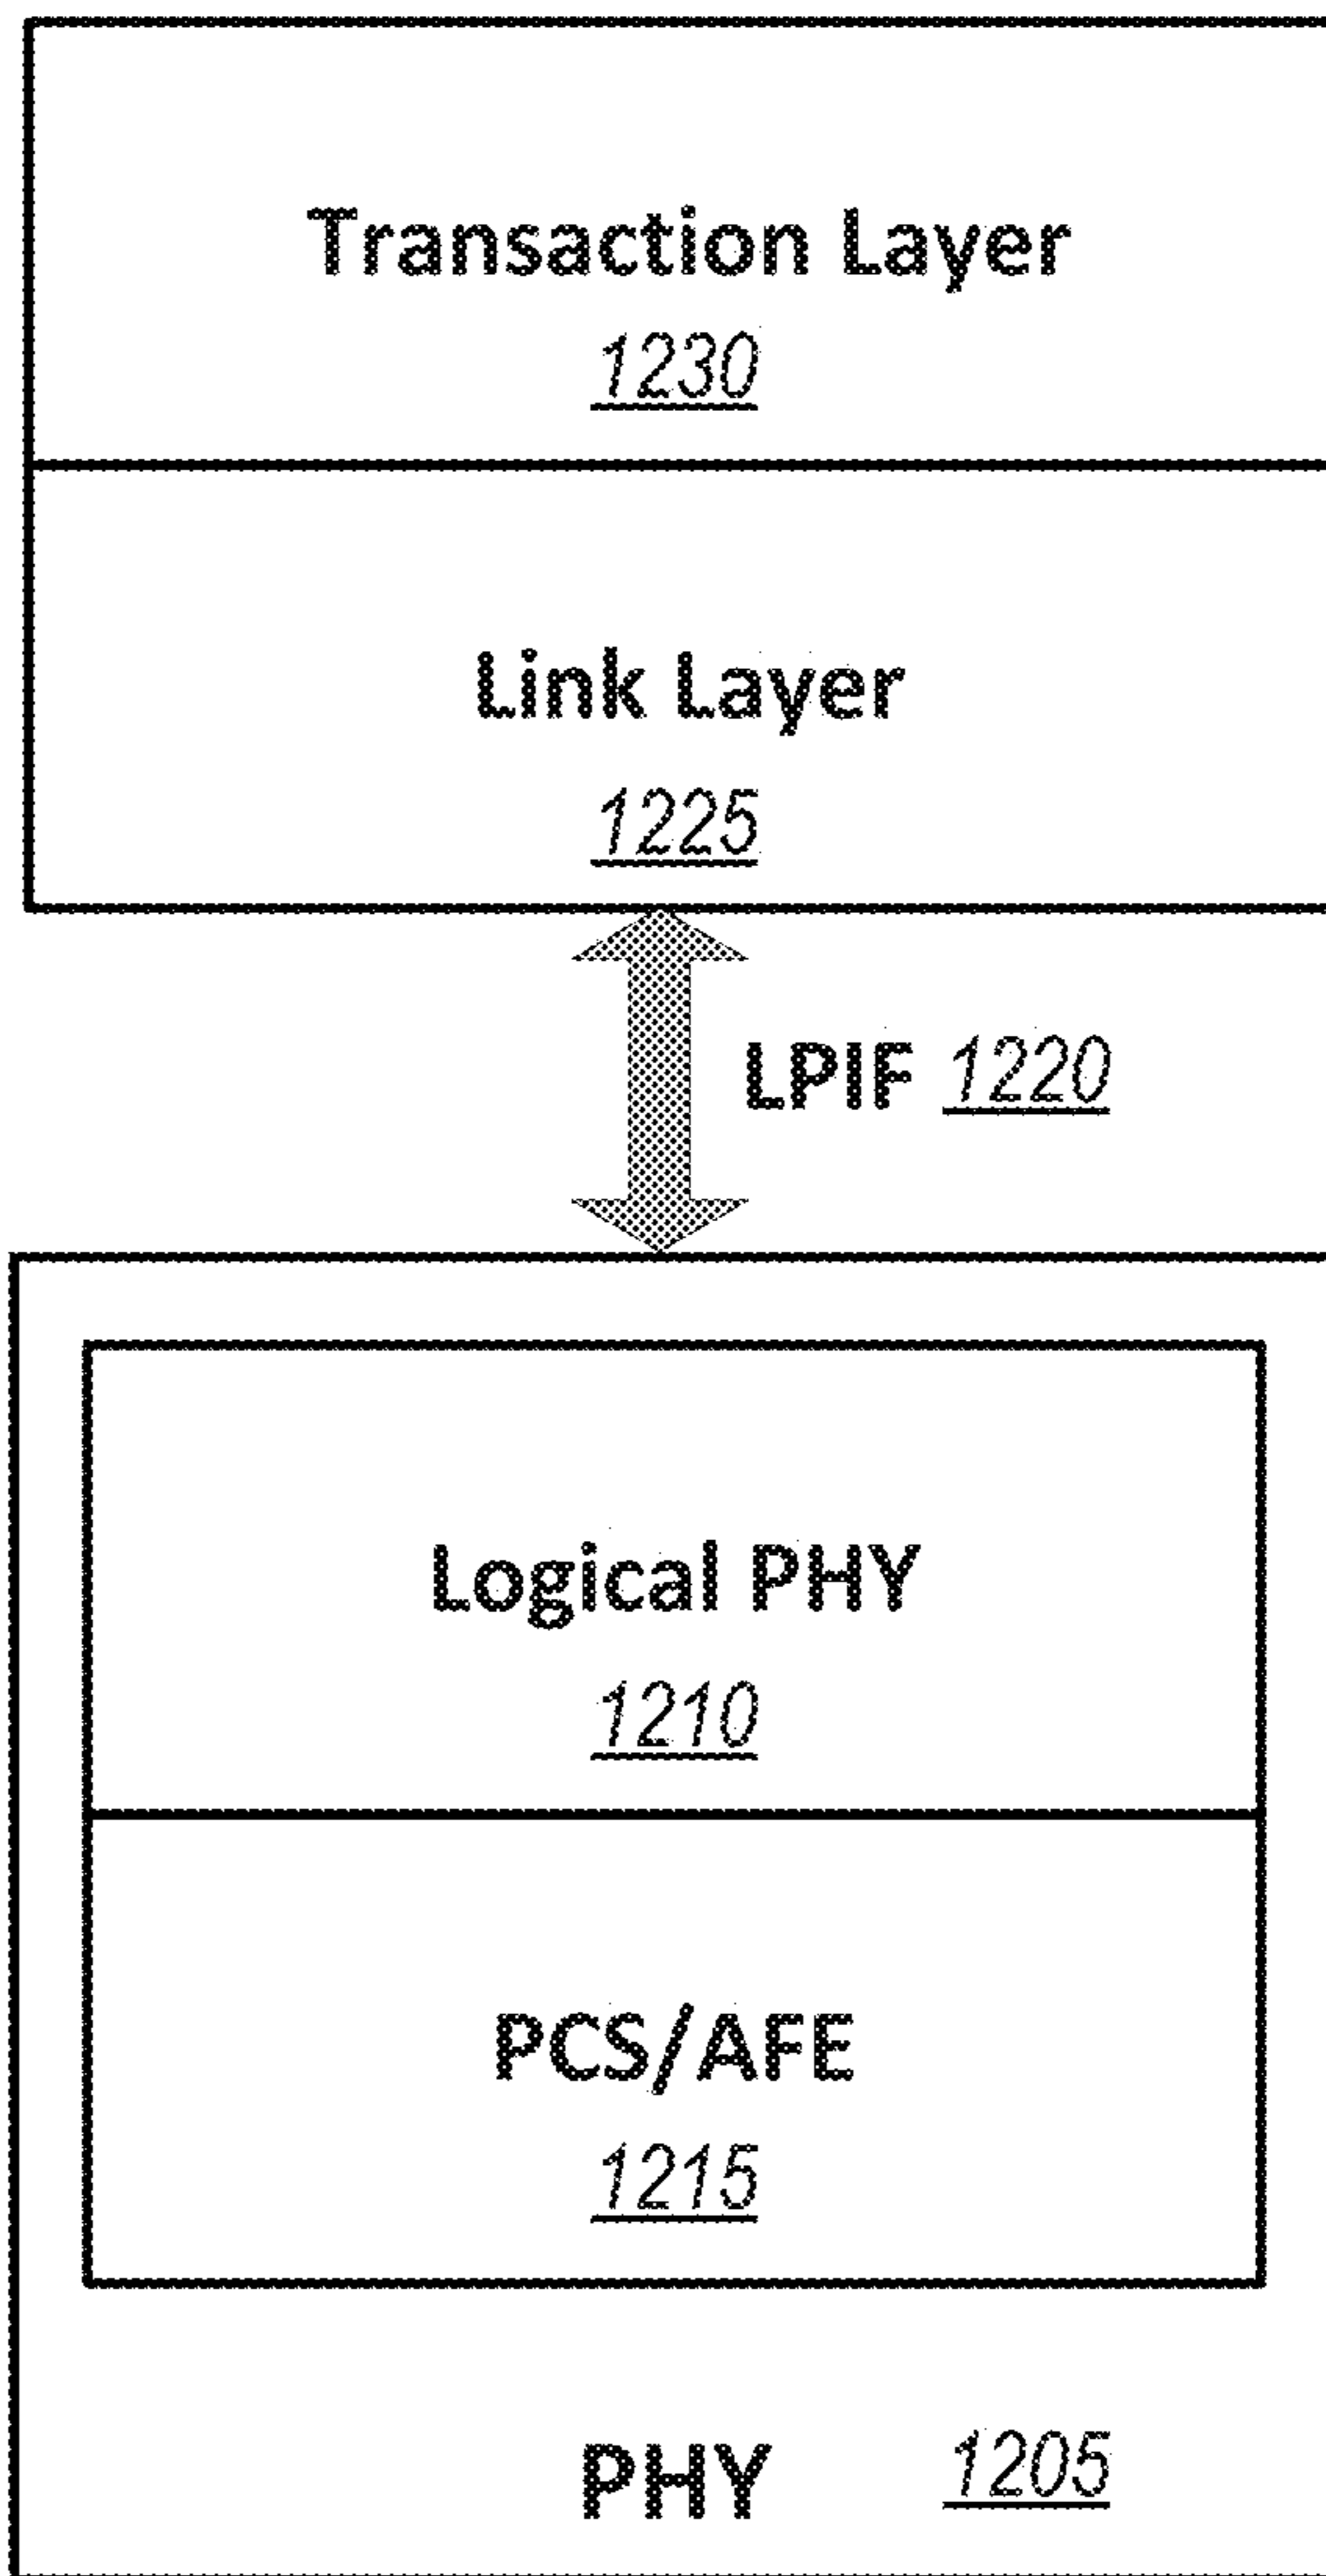 Transaction Layer
1230
Link Layer
1225
LPIF 1220
Logical PHY
1210
PCS/AFE
1215
PHY 1205